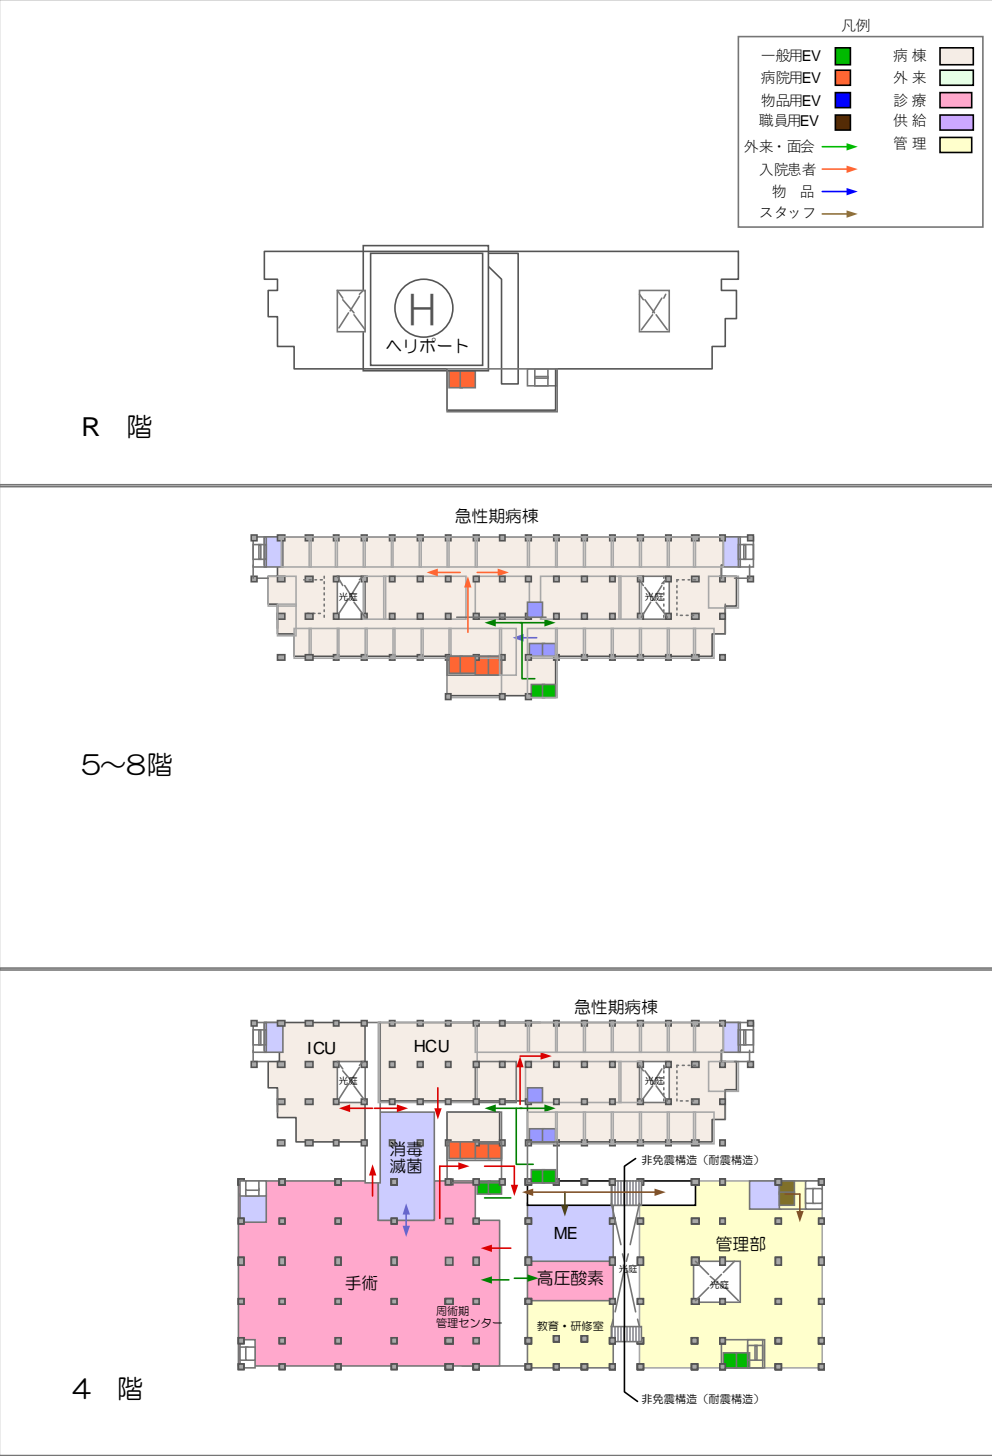 凡例
一般用EV
病棟
病院用EV
外来
物品用EV
診療
職員用EV
供給
外来・面会
管理
入院患者
物　品
スタッフ
H
ヘリポート
R　階
急性期病棟
光庭
光庭
5～8階
急性期病棟
ICU
HCU
光庭
光庭
消毒
滅菌
非免震構造（耐震構造）
ME
管理部
光庭
高圧酸素
光庭
手術
周術期
管理センター
教育・研修室
4　階
非免震構造（耐震構造）